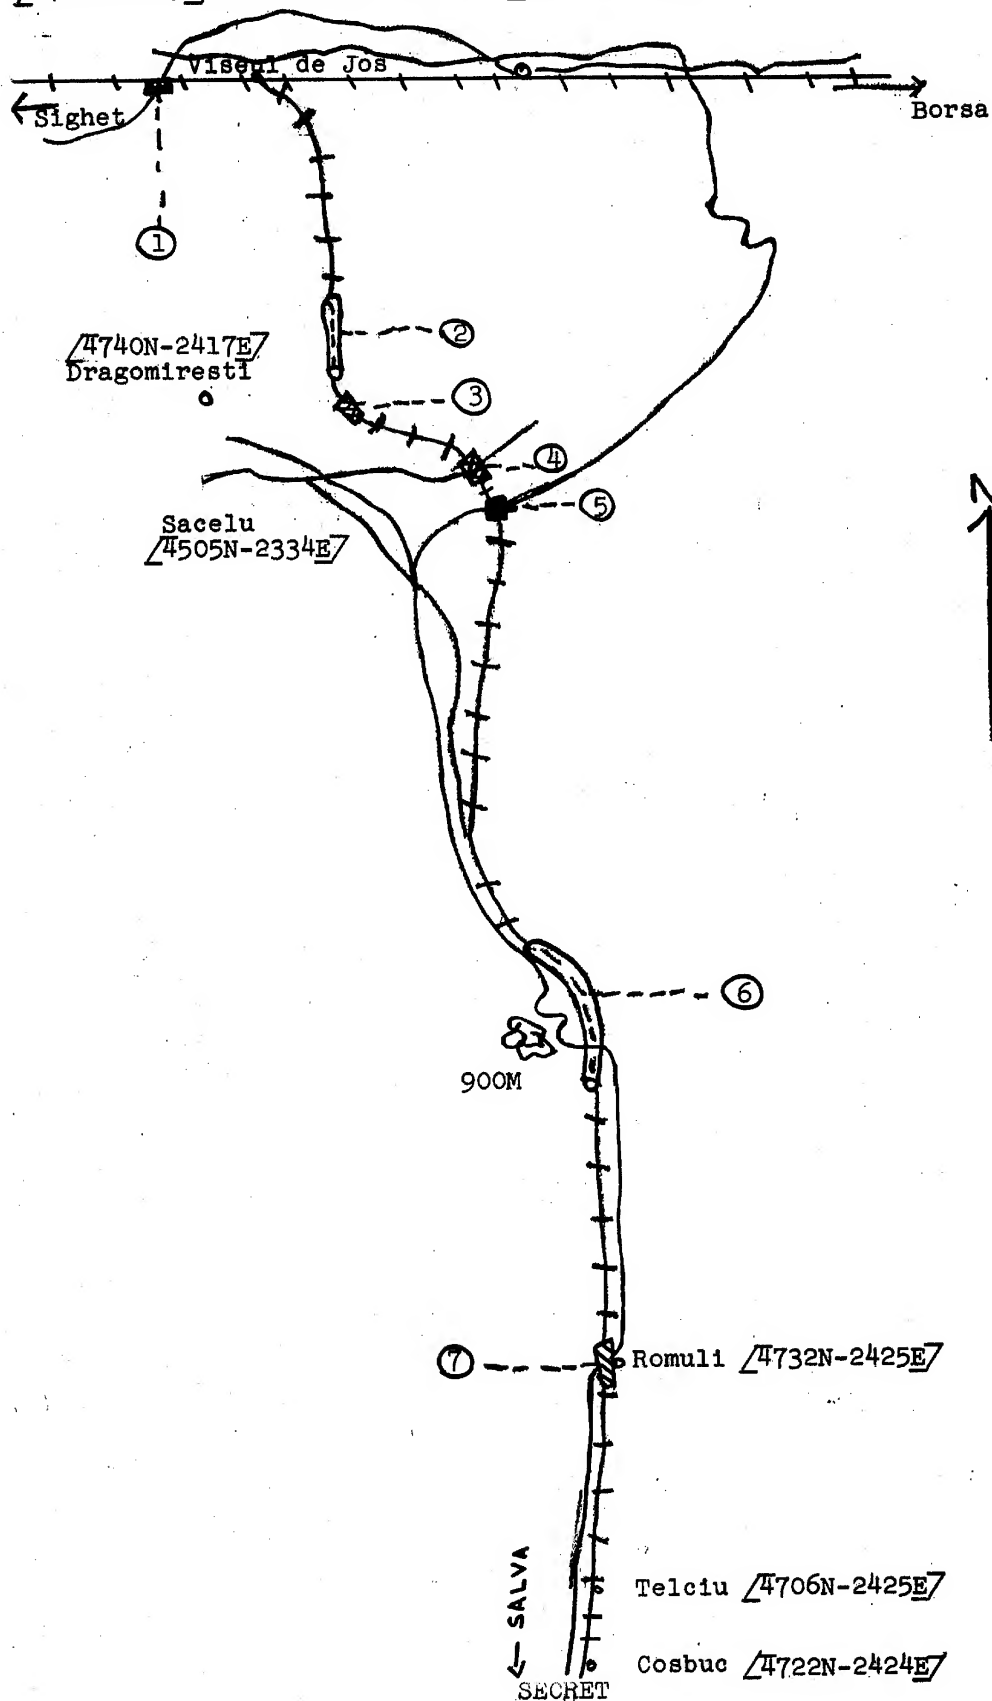 Viseul de Jos
Sighet
Borsa
1
2
[4740N-2417E]
Dragomiresti
3
4
5
Sacelu
[4505N-2334E]
6
900M
7
Romuli [4732N-2425E]
← SALVA
Telciu [4706N-2425E]
Cosbuc [4722N-2424E]
SECRET